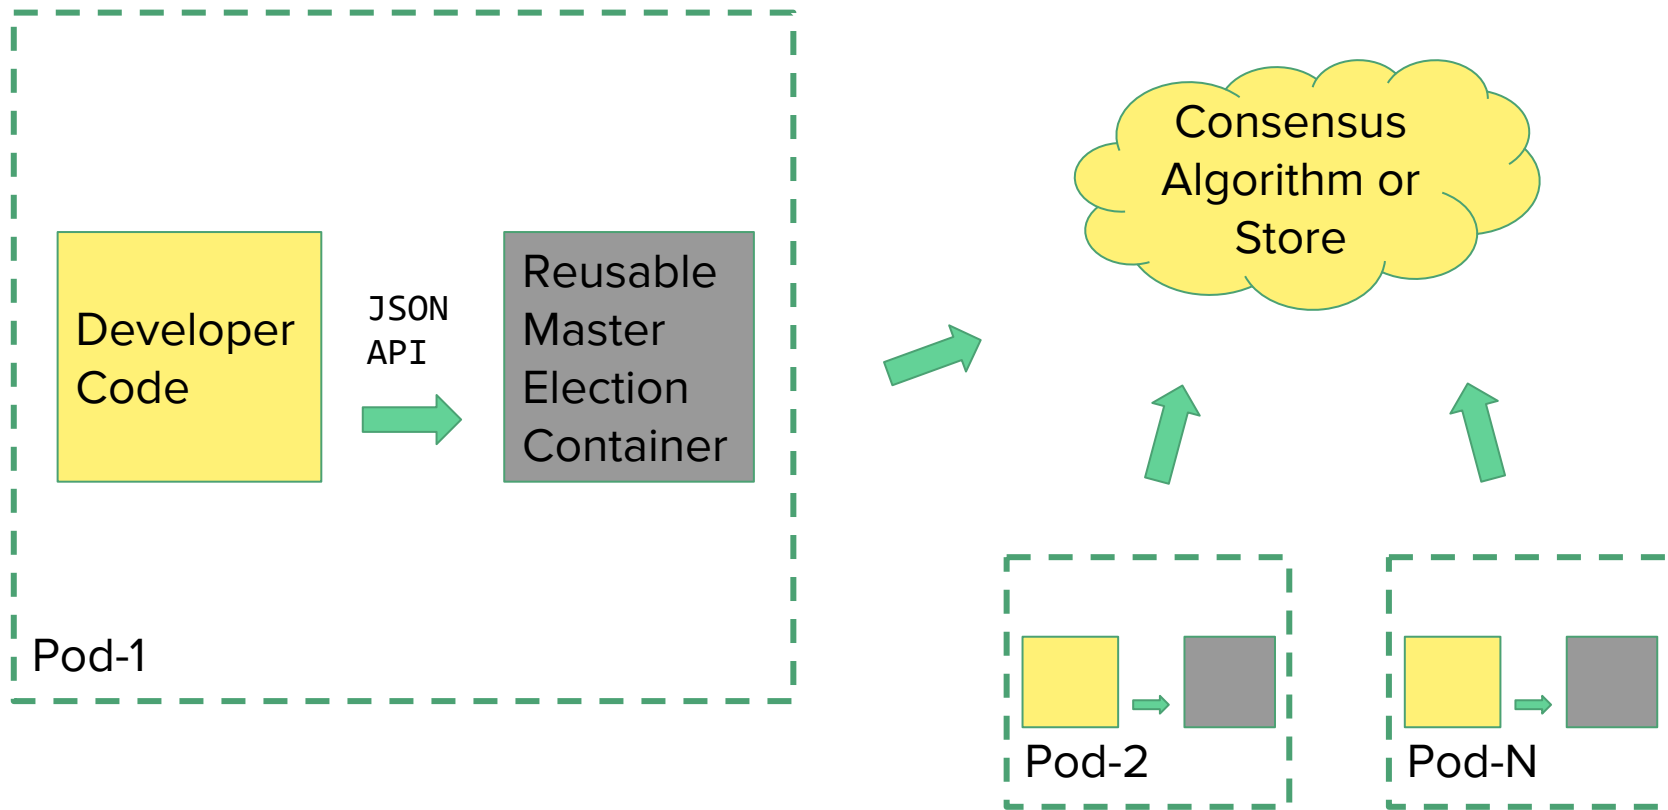 Developer
Code
JSON
API
Reusable
Master
Election
Container
Pod-1
Consensus
Algorithm or
Store
Pod-2
Pod-N